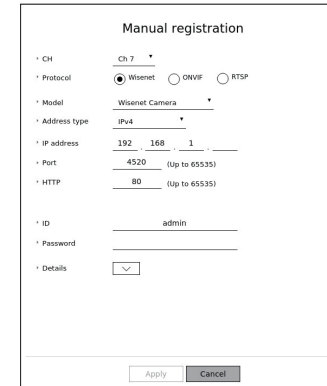 Manual registration
CH Ch 7
Protocol Wisenet ONVIF RTSP
Model Wisenet Camera
Address type IPv4
IP address 192 . 168 . 1 .
Port 4520 (Up to 65535)
HTTP 80 (Up to 65535)
ID admin
Password
Details
Apply Cancel